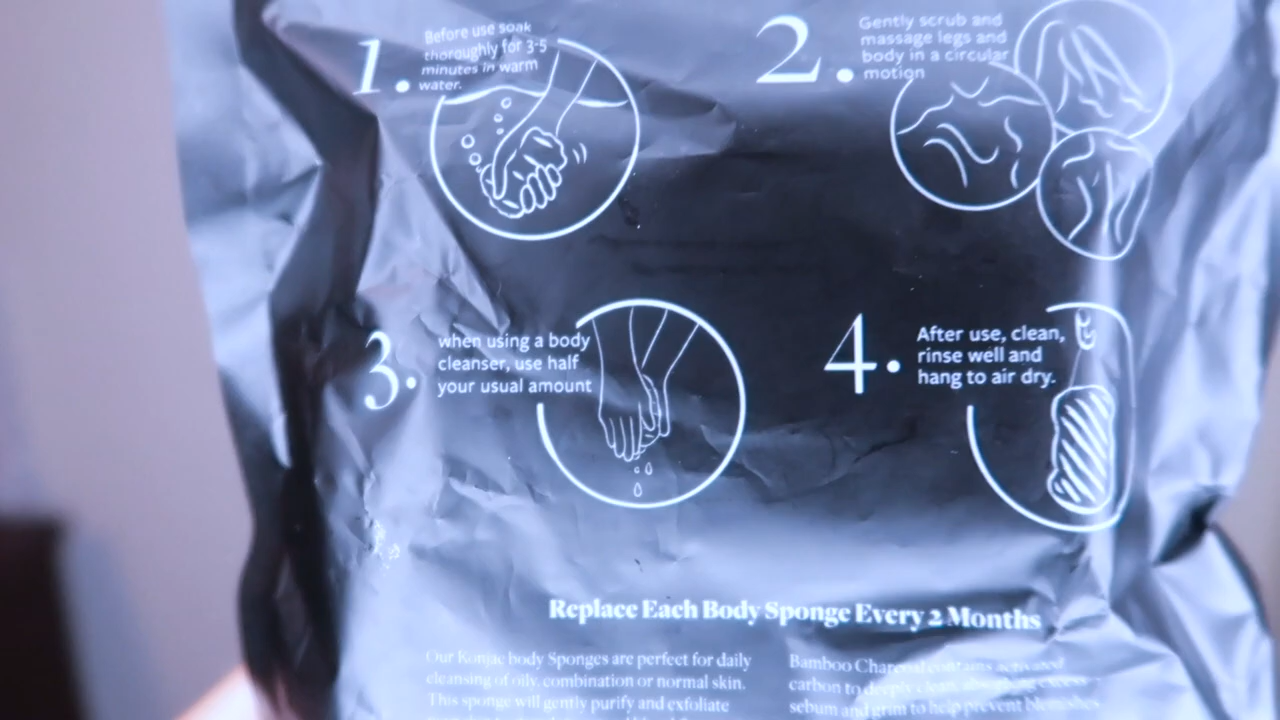 1.
Before use soak
thoroughly for 3-5
minutes in warm
water.
2.
Gently scrub and
massage legs and
body in a circular
motion
3.
when using a body
cleanser, use half
your usual amount
4.
After use, clean,
rinse well and
hang to air dry.
Replace Each Body Sponge Every 2 Months
Our Konjac body Sponges are perfect for daily
cleansing of oily, combination or normal skin.
This sponge will gently purify and exfoliate
Bamboo Charcoal contains activated
carbon to deeply clean, absorbing excess
sebum and grim to help prevent blemishes